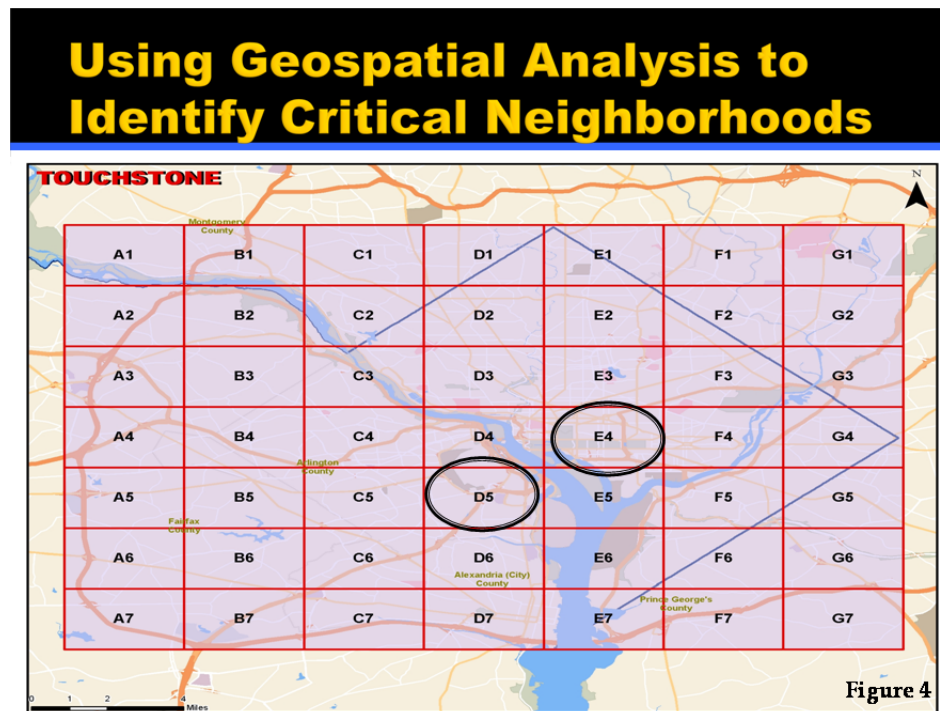 Using Geospatial Analysis to
Identify Critical Neighborhoods
TOUCHSTONE
N
Montgomery
County
A1 B1 C1 D1 E1 F1 G1
A2 B2 C2 D2 E2 F2 G2
A3 B3 C3 D3 E3 F3 G3
A4 B4 C4 D4 E4 F4 G4
Arlington
County
A5 B5 C5 D5 E5 F5 G5
Fairfax
County
A6 B6 C6 D6 E6 F6 G6
Alexandria (City)
County
Prince George's
County
A7 B7 C7 D7 E7 F7 G7
Figure 4
0 1 2 4
Miles